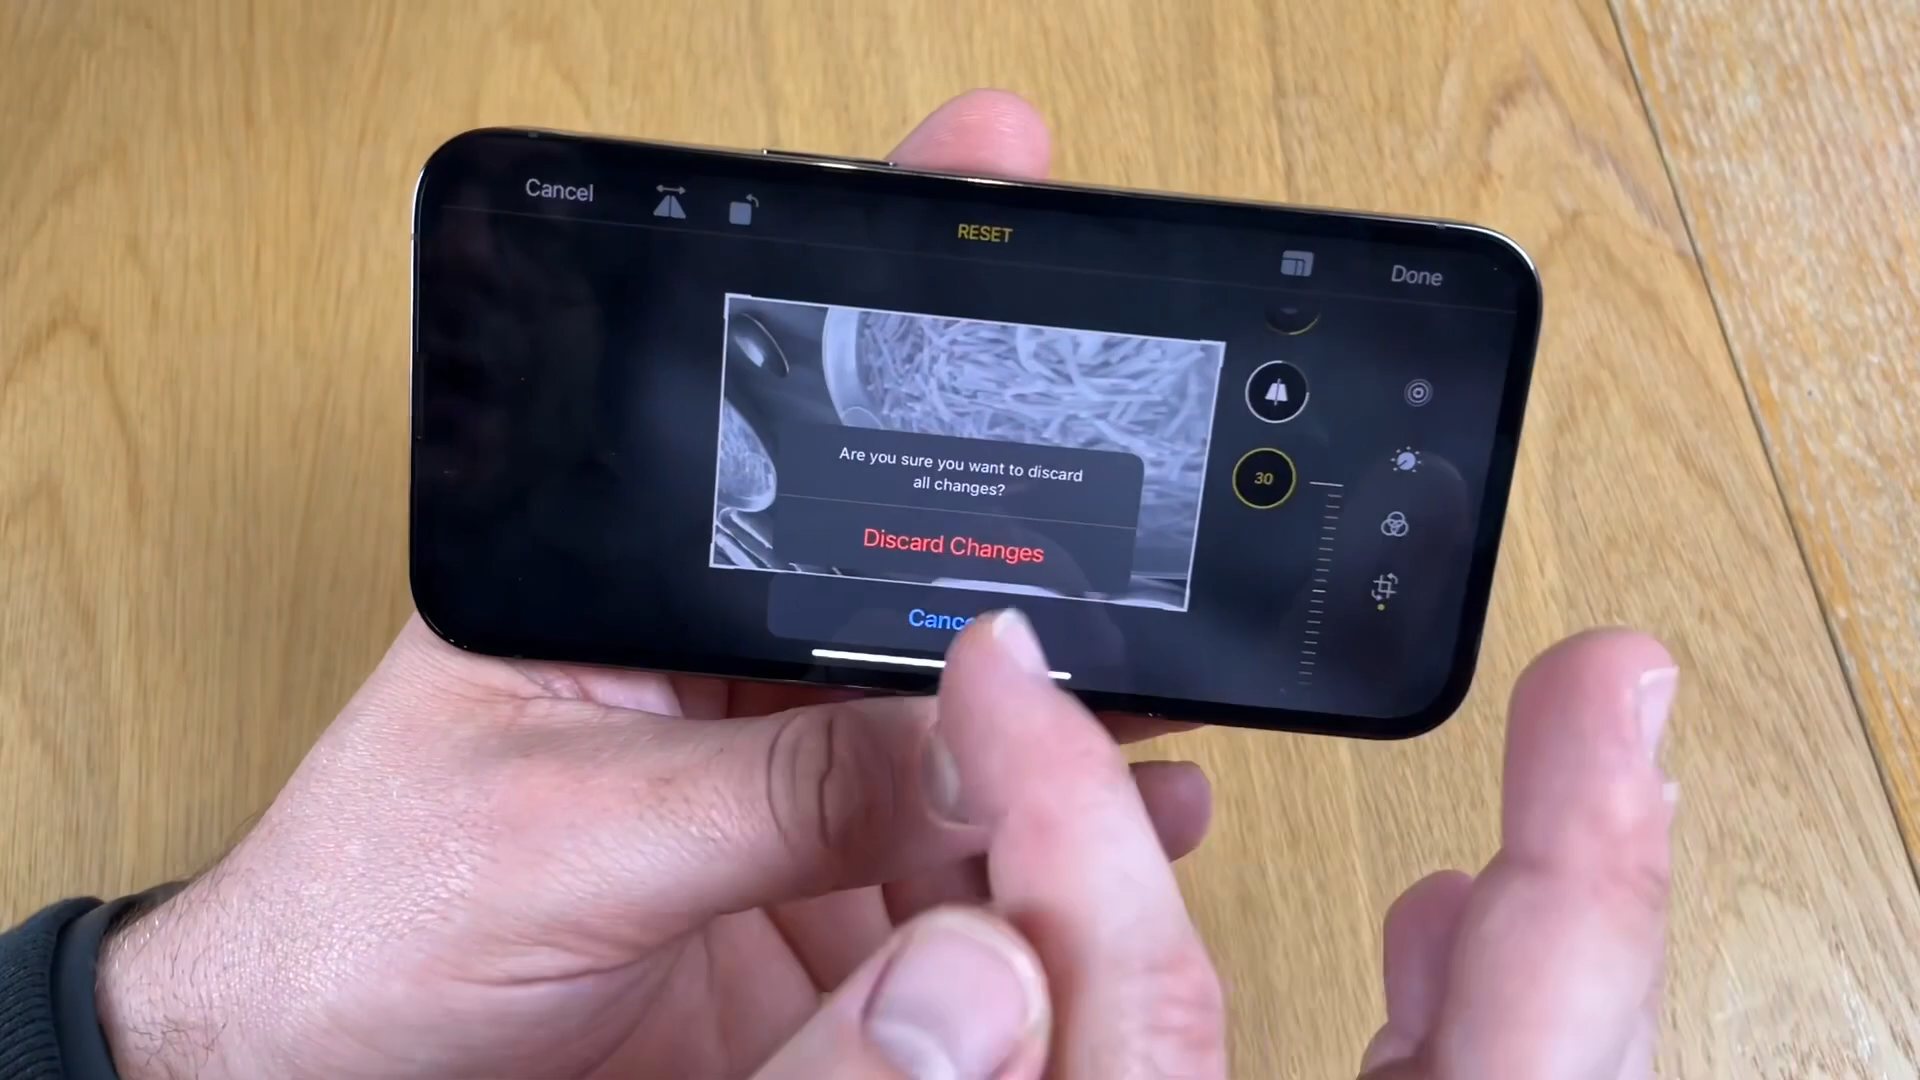 Cancel
RESET
Done
Are you sure you want to discard
all changes?
30
Discard Changes